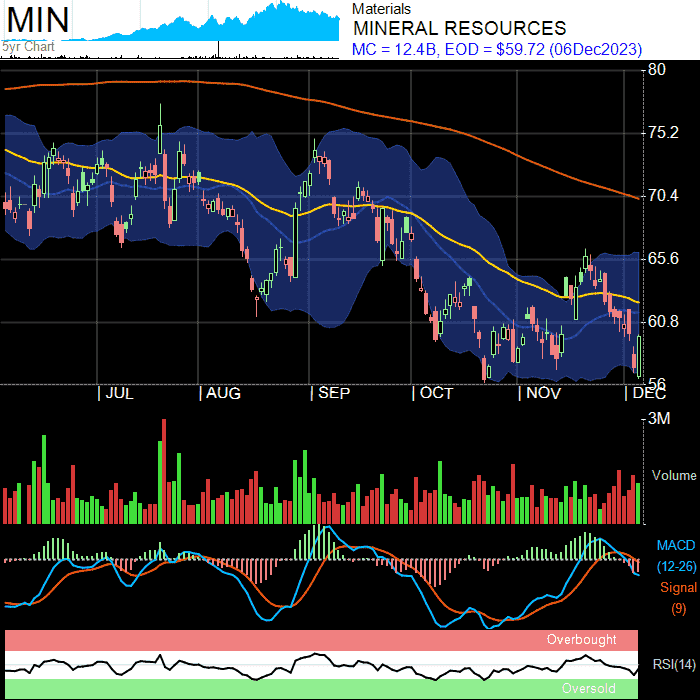 MIN
5yr Chart
Materials
MINERAL RESOURCES
MC = 12.4B, EOD = $59.72 (06Dec2023)
80
75.2
70.4
65.6
60.8
56
JUL
AUG
SEP
OCT
NOV
DEC
3M
Volume
MACD
(12-26)
Signal
(9)
Overbought
RSI(14)
Oversold